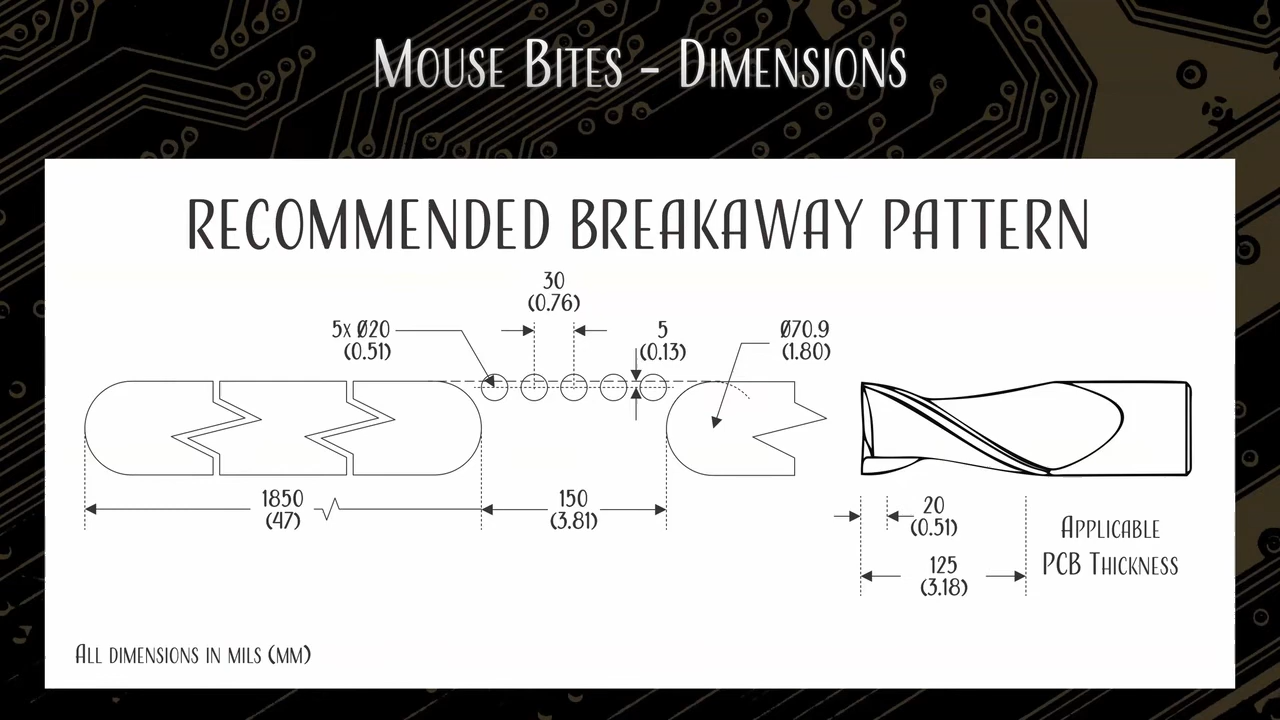 Mouse Bites - Dimensions
RECOMMENDED BREAKAWAY PATTERN
30
(0.76)
5x Ø20
(0.51)
5
(0.13)
Ø70.9
(1.80)
1850
(47)
150
(3.81)
20
(0.51)
125
(3.18)
Applicable
PCB Thickness
All dimensions in mils (mm)